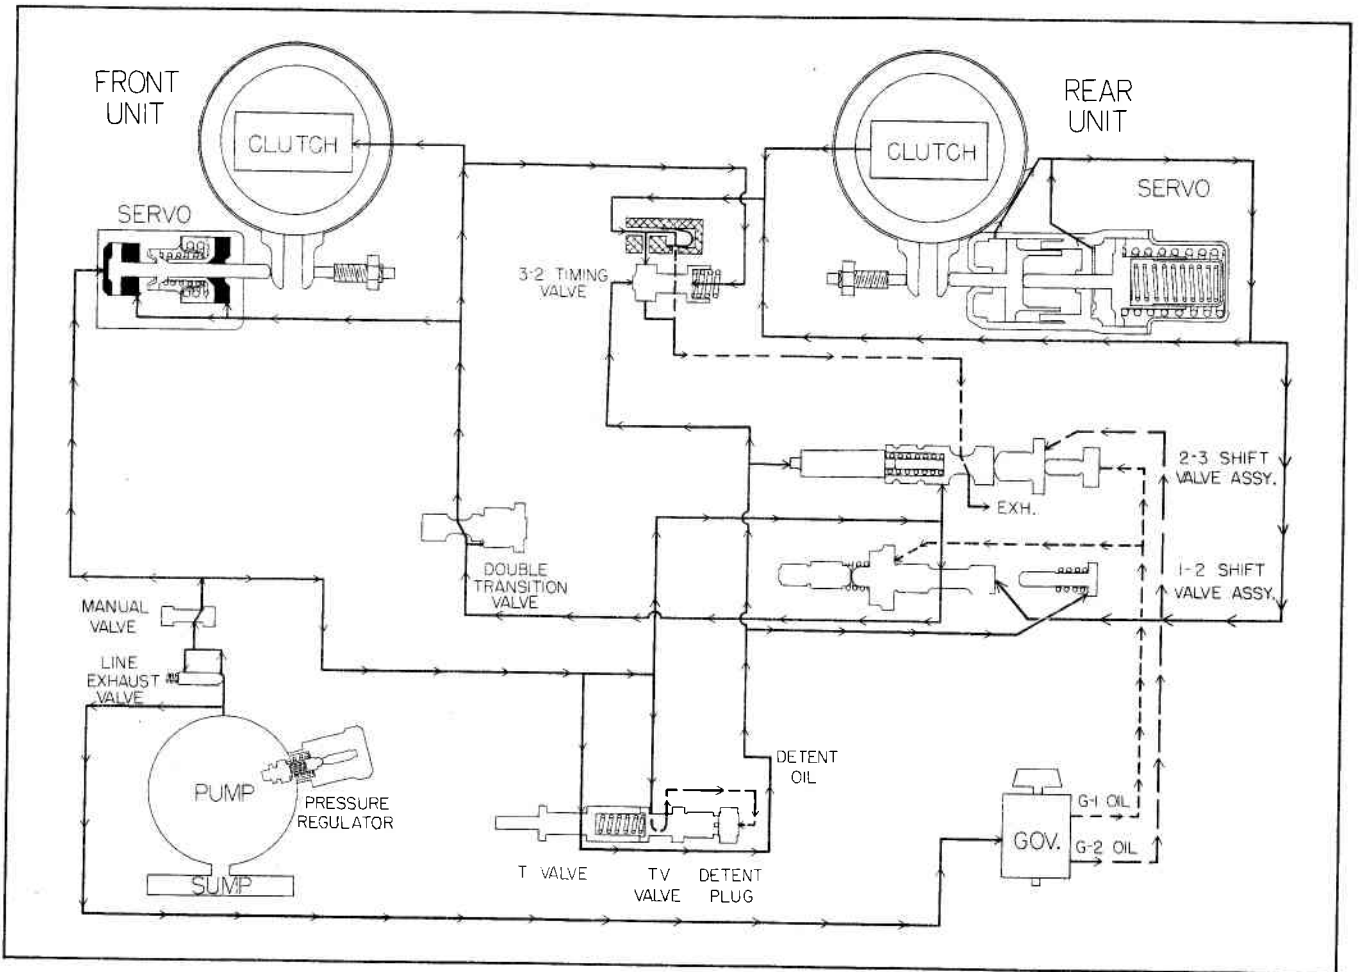 FRONT
UNIT
CLUTCH
SERVO
REAR
UNIT
CLUTCH
SERVO
3-2 TIMING
VALVE
2-3 SHIFT
VALVE ASSY.
EXH.
DOUBLE
TRANSITION
VALVE
1-2 SHIFT
VALVE ASSY.
MANUAL
VALVE
LINE
EXHAUST
VALVE
PUMP
PRESSURE
REGULATOR
SUMP
DETENT
OIL
T VALVE
TV
VALVE
DETENT
PLUG
GOV.
G-1 OIL
G-2 OIL